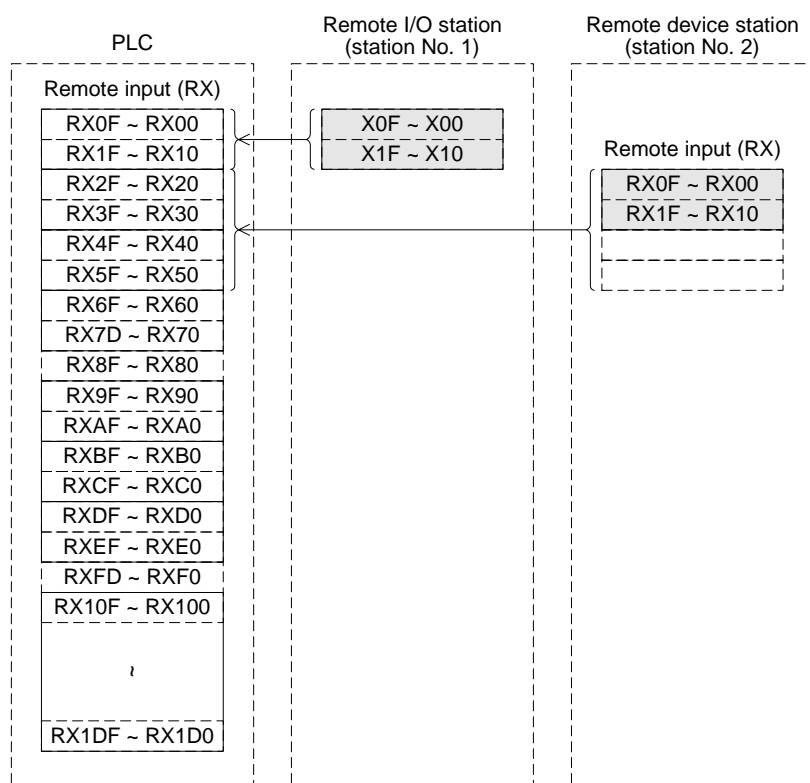 PLC
Remote I/O station
(station No. 1)
Remote device station
(station No. 2)
Remote input (RX)
RX0F ~ RX00
RX1F ~ RX10
RX2F ~ RX20
RX3F ~ RX30
RX4F ~ RX40
RX5F ~ RX50
RX6F ~ RX60
RX7D ~ RX70
RX8F ~ RX80
RX9F ~ RX90
RXAF ~ RXA0
RXBF ~ RXB0
RXCF ~ RXC0
RXDF ~ RXD0
RXEF ~ RXE0
RXFD ~ RXF0
RX10F ~ RX100
~
RX1DF ~ RX1D0
X0F ~ X00
X1F ~ X10
Remote input (RX)
RX0F ~ RX00
RX1F ~ RX10